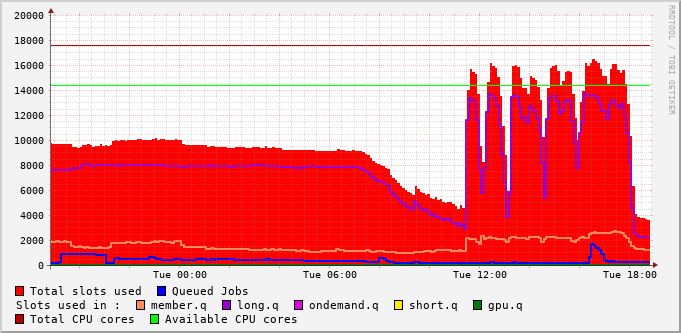 20000
18000
16000
14000
12000
10000
8000
6000
4000
2000
0
Tue 00:00 Tue 06:00 Tue 12:00 Tue 18:00
RRDTOOL / TOBI OETIKER
Total slots used Queued Jobs
Slots used in : member.q long.q ondemand.q short.q gpu.q
Total CPU cores Available CPU cores